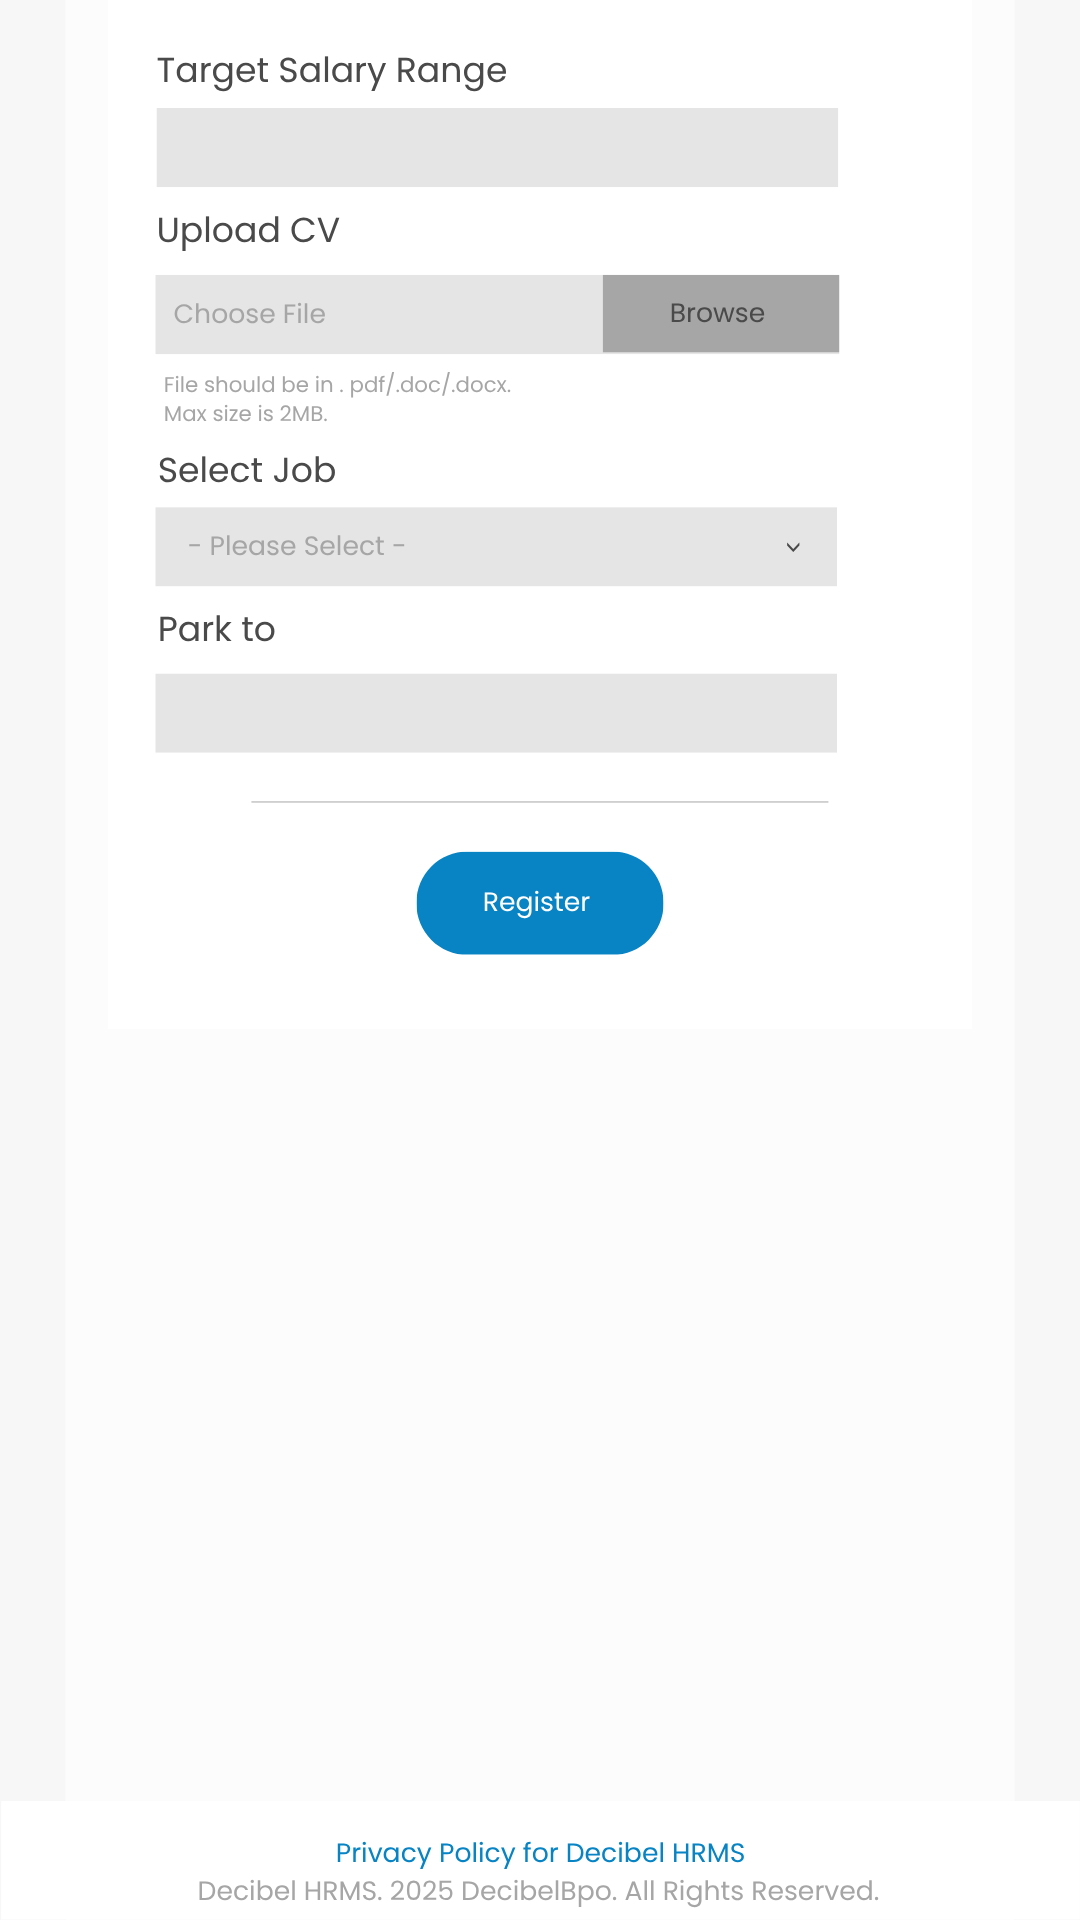 Target Salary Range
Upload CV
Choose File
Browse
File should be in . pdf/.doc/.docx.
Max size is 2MB.
Select Job
- Please Select -
Park to
Register
Privacy Policy for Decibel HRMS
Decibel HRMS. 2025 DecibelBpo. All Rights Reserved.